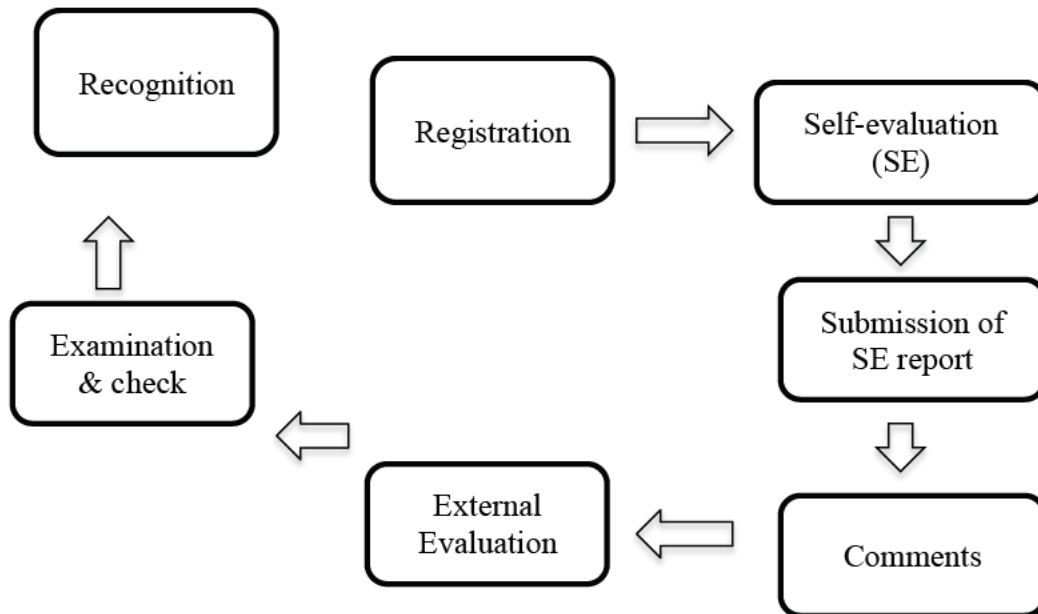 Recognition
Registration
Self-evaluation
(SE)
Submission of
SE report
Comments
External
Evaluation
Examination
& check